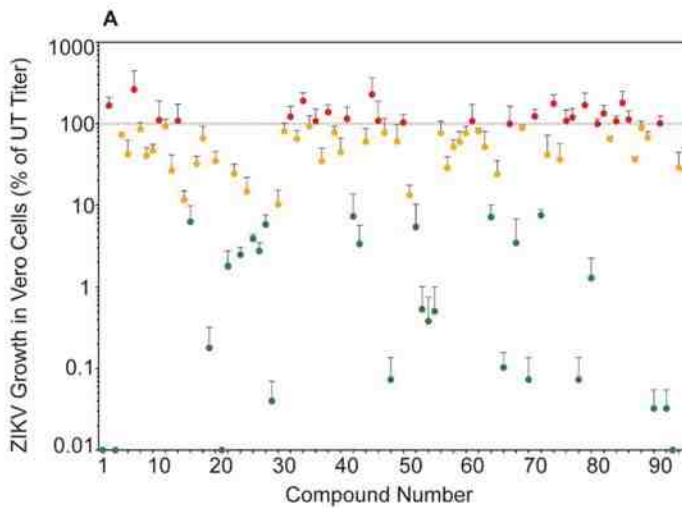 A
1000
100
10
1
0.1
0.01
ZIKV Growth in Vero Cells (% of UT Titer)
1 10 20 30 40 50 60 70 80 90
Compound Number